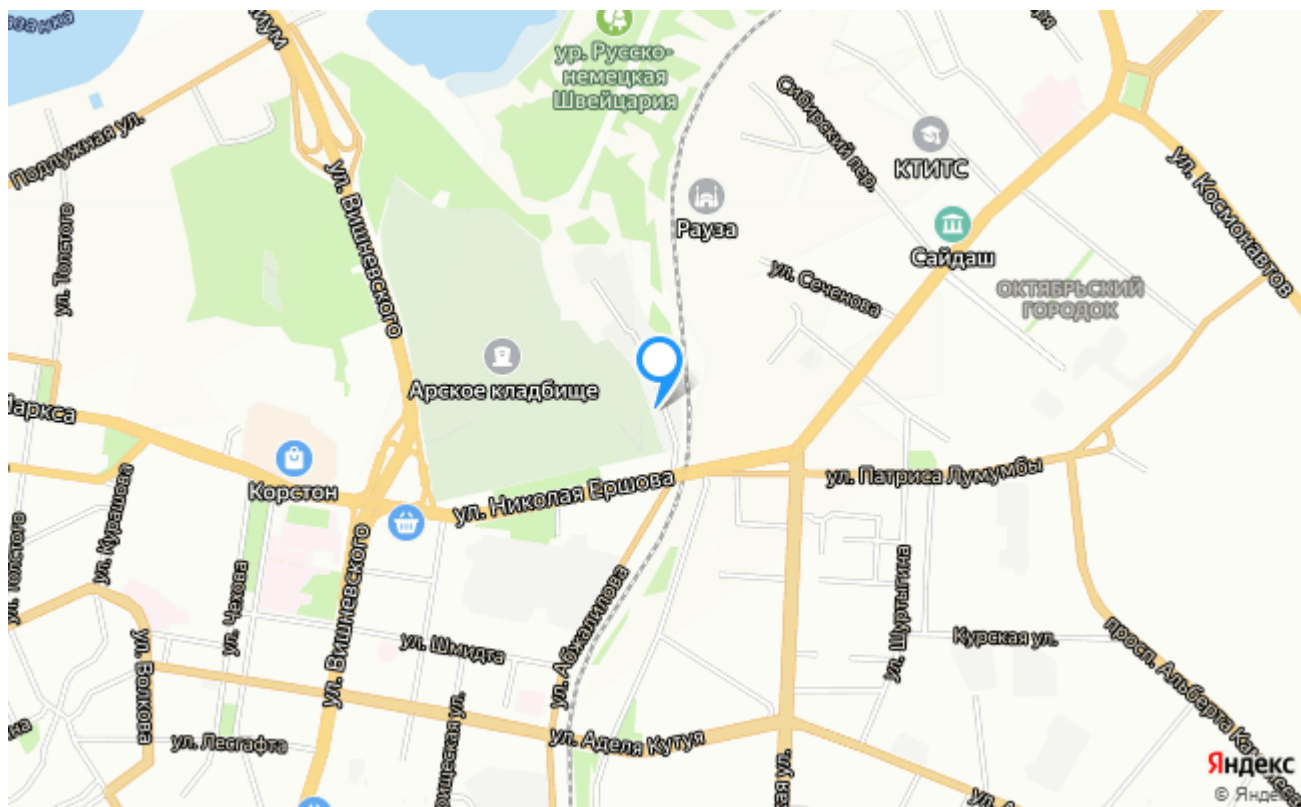 ур. Русско-
немецкая
Швейцария
Подлужная ул.
ул. Толстого
ул. Вишневского
Сибирский пер.
КТИТС
Рауза
Сайдаш
ул. Космонавтов
ул. Сеченова
ОКТЯБРЬСКИЙ
ГОРОДОК
Арское кладбище
Маркса
Корстон
ул. Николая Ершова
ул. Патриса Лумумбы
ул. Курашова
ул. Толстого
ул. Чехова
ул. Вишневского
ул. Шмидта
ул. Абжалилова
ул. Шуртыгина
Курская ул.
просп. Альберта
ул. Волкова
ул. Лесгафта
ул. Аделя Кутуя
Яндекс
© Яндекс